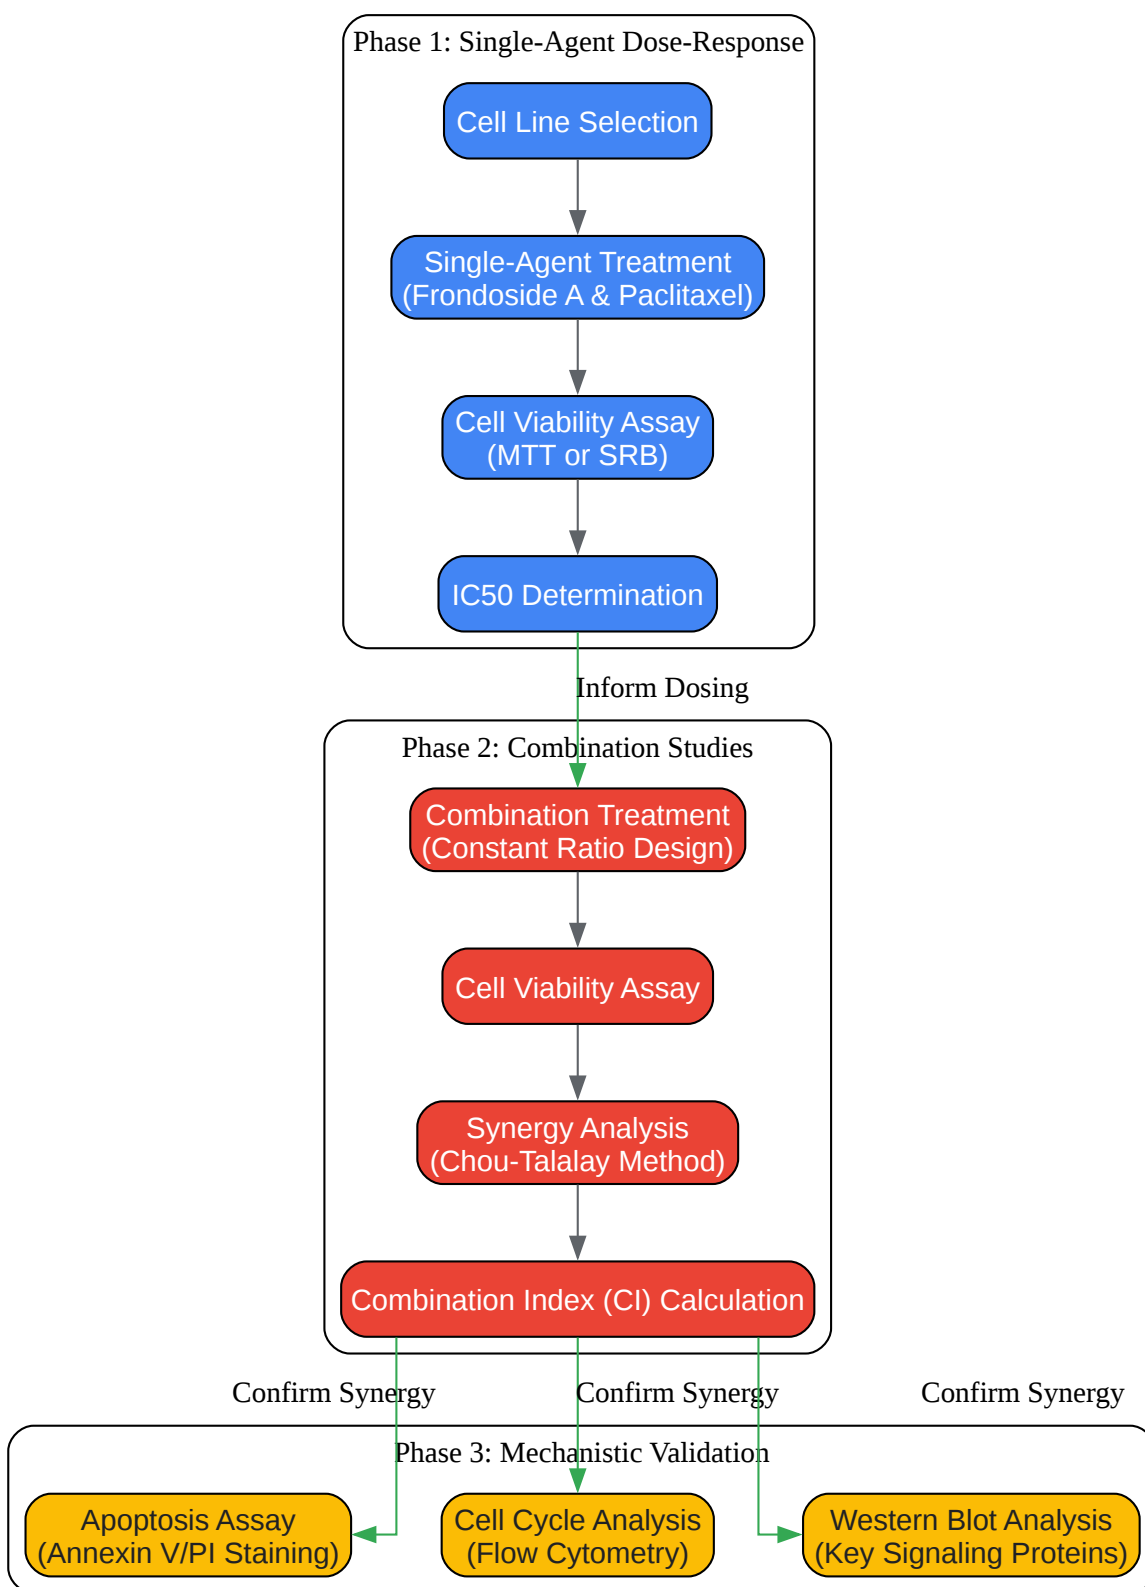 Phase 1: Single-Agent Dose-Response
Cell Line Selection
Single-Agent Treatment
(Frondoside A & Paclitaxel)
Cell Viability Assay
(MTT or SRB)
IC50 Determination
Inform Dosing
Phase 2: Combination Studies
Combination Treatment
(Constant Ratio Design)
Cell Viability Assay
Synergy Analysis
(Chou-Talalay Method)
Combination Index (CI) Calculation
Confirm Synergy
Confirm Synergy
Confirm Synergy
Phase 3: Mechanistic Validation
Apoptosis Assay
(Annexin V/PI Staining)
Cell Cycle Analysis
(Flow Cytometry)
Western Blot Analysis
(Key Signaling Proteins)